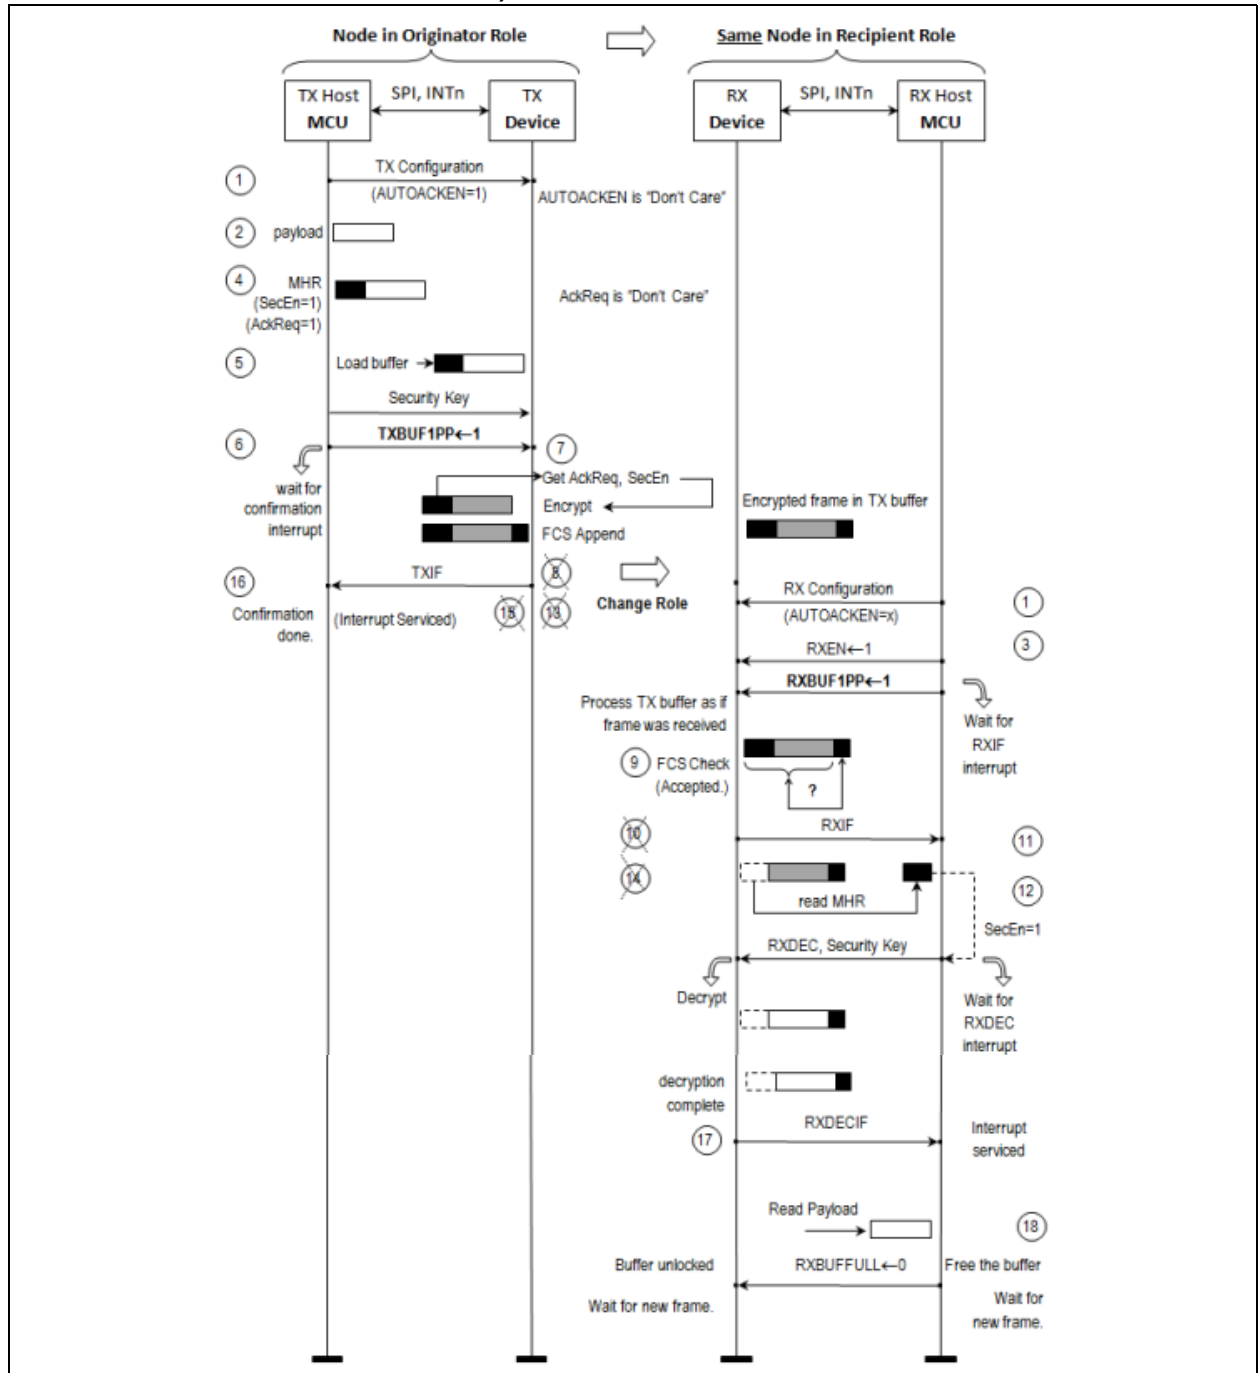 Node in Originator Role
Same Node in Recipient Role
TX Host
MCU
SPI, INTn
TX
Device
RX
Device
SPI, INTn
RX Host
MCU
1
TX Configuration
(AUTOACKEN=1)
AUTOACKEN is "Don't Care"
2
payload
4
MHR
(SecEn=1)
(AckReq=1)
AckReq is "Don't Care"
5
Load buffer
Security Key
6
TXBUF1PP←1
7
wait for
confirmation
interrupt
Get AckReq, SecEn
Encrypt
FCS Append
Encrypted frame in TX buffer
16
TXIF
8
Change Role
Confirmation
done.
(Interrupt Serviced)
15
13
RX Configuration
(AUTOACKEN=x)
1
3
RXEN←1
RXBUF1PP←1
Process TX buffer as if
frame was received
Wait for
RXIF
interrupt
9
FCS Check
(Accepted.)
?
10
RXIF
11
14
read MHR
12
SecEn=1
RXDEC, Security Key
Decrypt
Wait for
RXDEC
interrupt
decryption
complete
RXDECIF
17
Interrupt
serviced
Read Payload
18
Buffer unlocked
RXBUFFULL←0
Free the buffer
Wait for new frame.
Wait for
new frame.